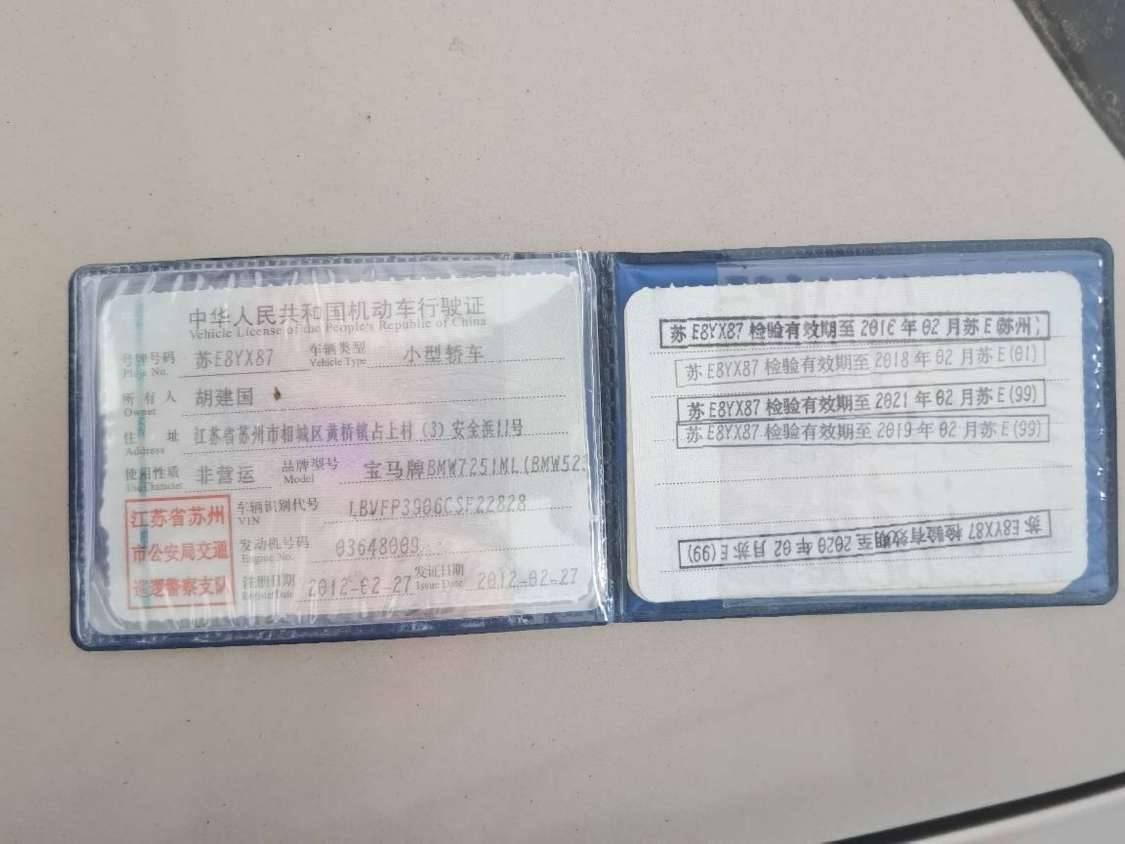 中华人民共和国机动车行驶证
Vehicle License of the People's Republic of China
号牌号码 苏E8YX87 车辆类型 小型轿车
Plate No. Vehicle Type
所有人 胡建国
Owner
住址 江苏省苏州市相城区黄桥镇占上村(3)安全浜11号
Address
使用性质 非营运 品牌型号 宝马牌BMW7251ML(BMW52
Use Character Model
江苏省苏州
市公安局交通
巡逻警察支队
车辆识别代号 LBVFP3906CSF22828
VIN
发动机号码 03648009
Engine No.
注册日期 2012-02-27 发证日期 2012-02-27
Register Date Issue Date
苏E8YX87 检验有效期至2016年02月苏E(苏州)
苏E8YX87 检验有效期至2018年02月苏E(01)
苏E8YX87 检验有效期至2021年02月苏E(99)
苏E8YX87 检验有效期至2019年02月苏E(99)
苏E8YX87 检验有效期至2020年02月苏E(99)